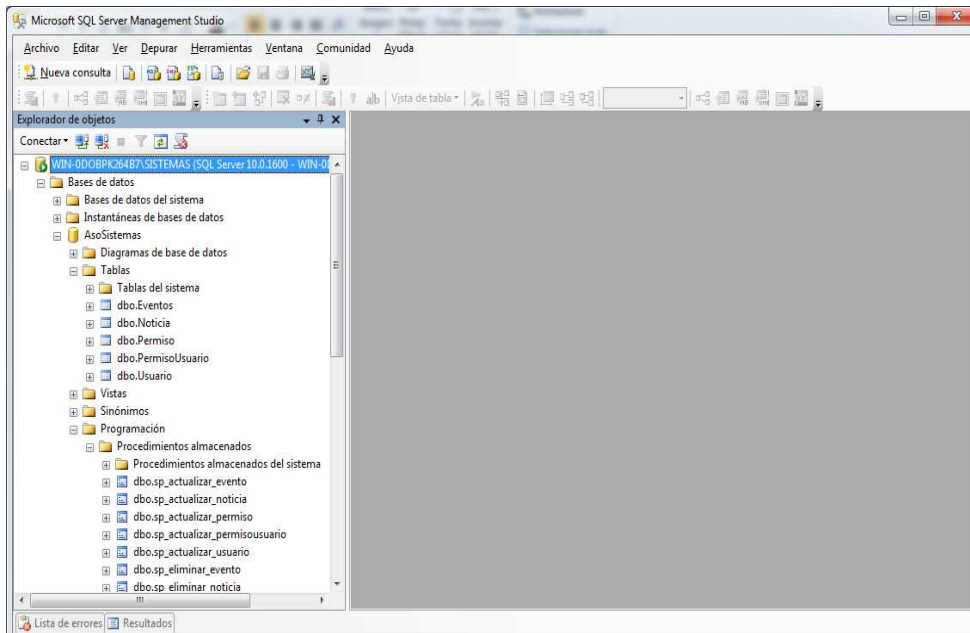 Microsoft SQL Server Management Studio
Archivo Editar Ver Depurar Herramientas Ventana Comunidad Ayuda
Nueva consulta
Vista de tabla
Explorador de objetos
Conectar
WIN-0DOBPK264B7\SISTEMAS (SQL Server 10.0.1600 - WIN-0
Bases de datos
Bases de datos del sistema
Instantáneas de bases de datos
AsoSistemas
Diagramas de base de datos
Tablas
Tablas del sistema
dbo.Eventos
dbo.Noticia
dbo.Permiso
dbo.PermisoUsuario
dbo.Usuario
Vistas
Sinónimos
Programación
Procedimientos almacenados
Procedimientos almacenados del sistema
dbo.sp_actualizar_evento
dbo.sp_actualizar_noticia
dbo.sp_actualizar_permiso
dbo.sp_actualizar_permisousuario
dbo.sp_actualizar_usuario
dbo.sp_eliminar_evento
dbo.sp_eliminar_noticia
Lista de errores Resultados